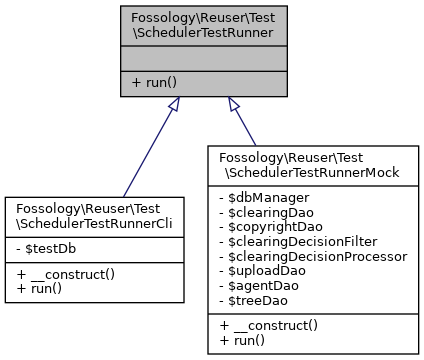 Fossology\Reuser\Test
\SchedulerTestRunner
+ run()
Fossology\Reuser\Test
\SchedulerTestRunnerCli
- $testDb
+ __construct()
+ run()
Fossology\Reuser\Test
\SchedulerTestRunnerMock
- $dbManager
- $clearingDao
- $copyrightDao
- $clearingDecisionFilter
- $clearingDecisionProcessor
- $uploadDao
- $agentDao
- $treeDao
+ __construct()
+ run()